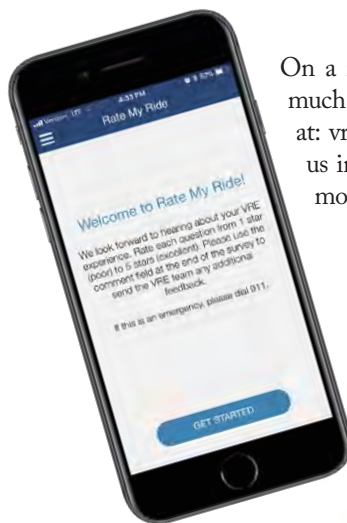 On a
much
at: vr
us in
mo
Verizon LTE 4:33 PM 57%
Rate My Ride
Welcome to Rate My Ride!
We look forward to hearing about your VRE
experience. Rate each question from 1 star
(poor) to 5 stars (excellent). Please use the
comment field at the end of the survey to
send the VRE team any additional
feedback.
If this is an emergency, please dial 911.
GET STARTED